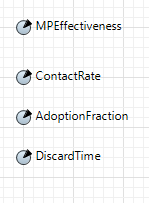 MPEffectiveness
ContactRate
AdoptionFraction
DiscardTime